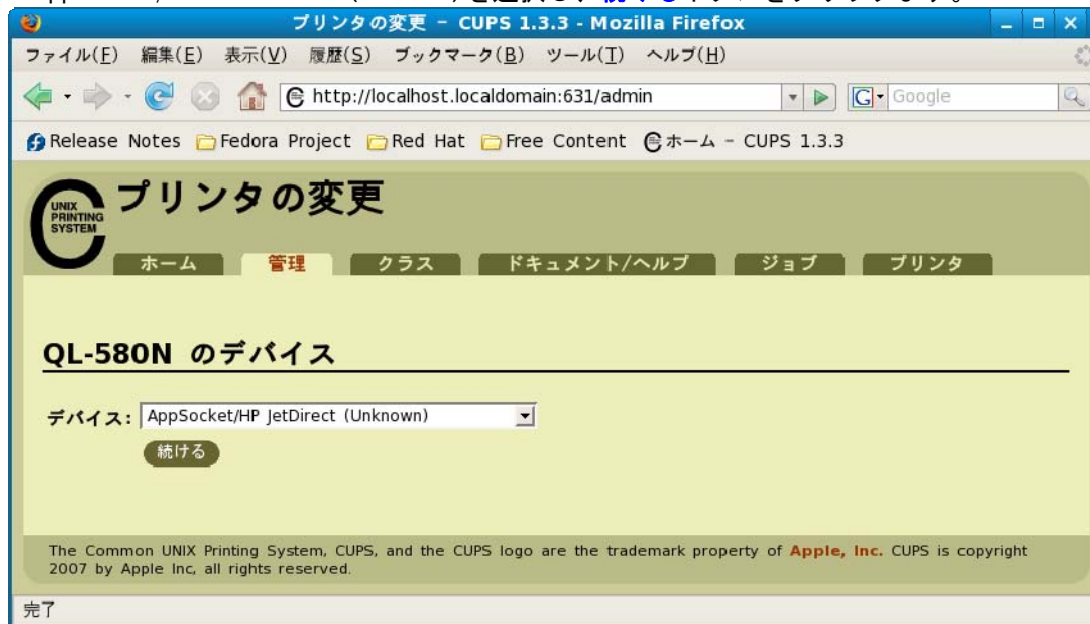 プリンタの変更 - CUPS 1.3.3 - Mozilla Firefox
ファイル(F) 編集(E) 表示(V) 履歴(S) ブックマーク(B) ツール(T) ヘルプ(H)
http://localhost.localdomain:631/admin Google
Release Notes Fedora Project Red Hat Free Content ホーム - CUPS 1.3.3
UNIX
PRINTING
SYSTEM
プリンタの変更
ホーム 管理 クラス ドキュメント/ヘルプ ジョブ プリンタ
QL-580N のデバイス
デバイス: AppSocket/HP JetDirect (Unknown)
続ける
The Common UNIX Printing System, CUPS, and the CUPS logo are the trademark property of Apple, Inc. CUPS is copyright
2007 by Apple Inc, all rights reserved.
完了